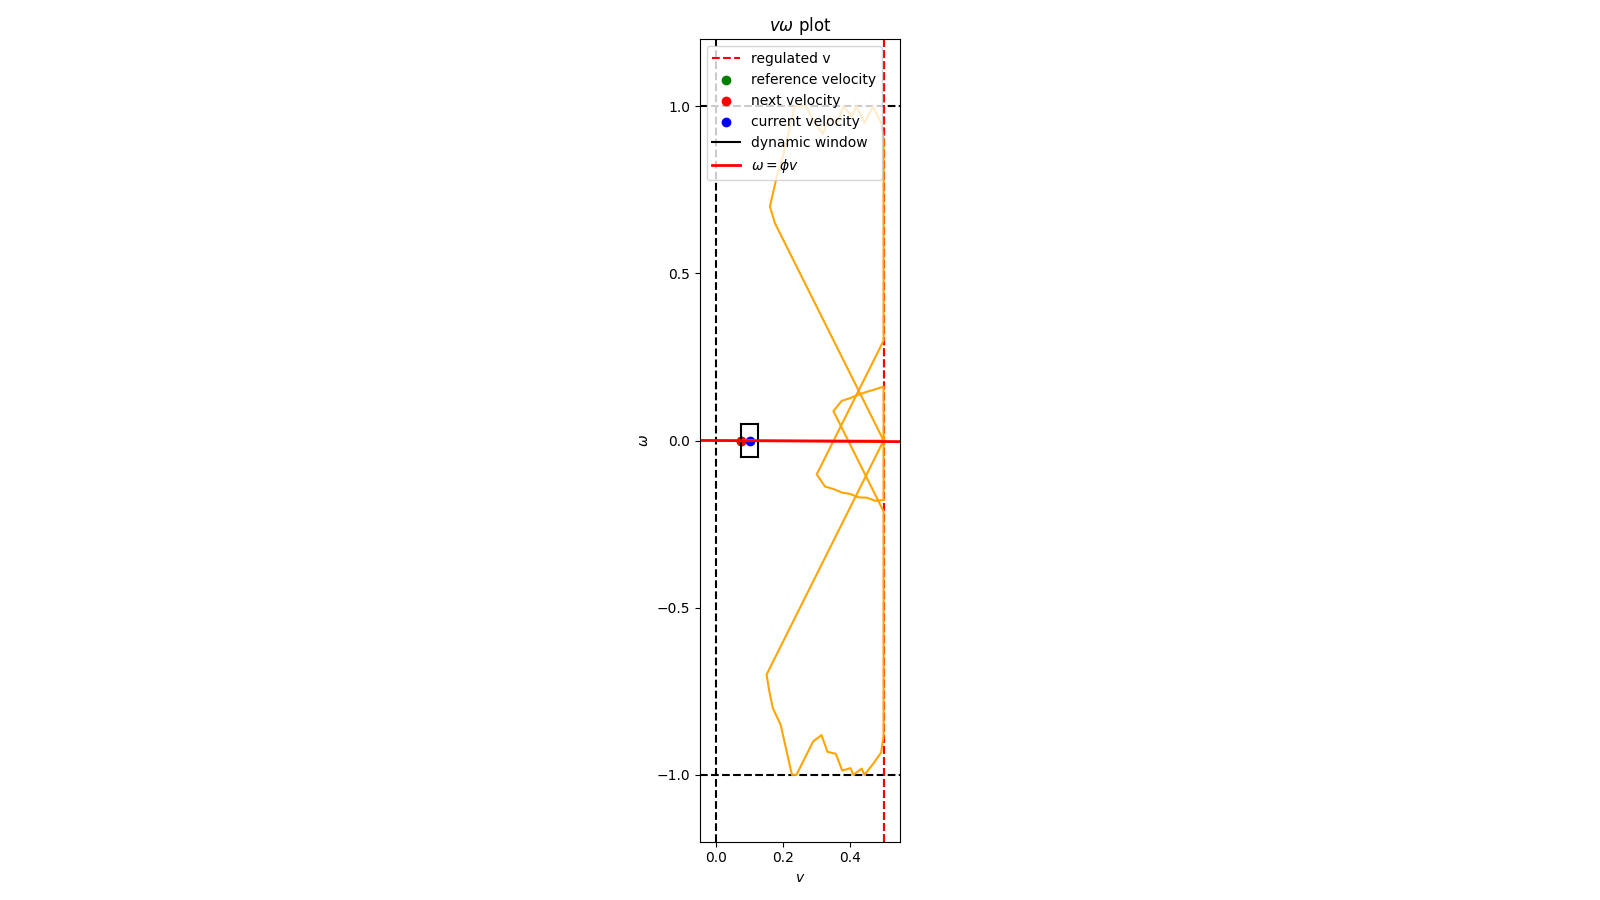 vω plot
regulated v
reference velocity
next velocity
current velocity
dynamic window
ω = ϕv
1.0
0.5
0.0
−0.5
−1.0
ω
0.0 0.2 0.4
v